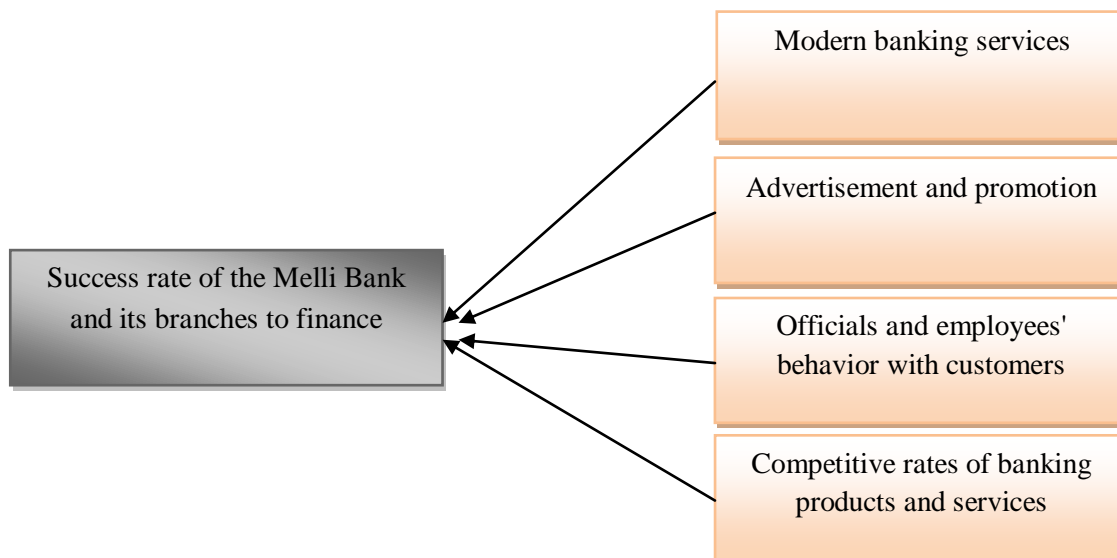 Modern banking services
Advertisement and promotion
Success rate of the Melli Bank
and its branches to finance
Officials and employees'
behavior with customers
Competitive rates of banking
products and services